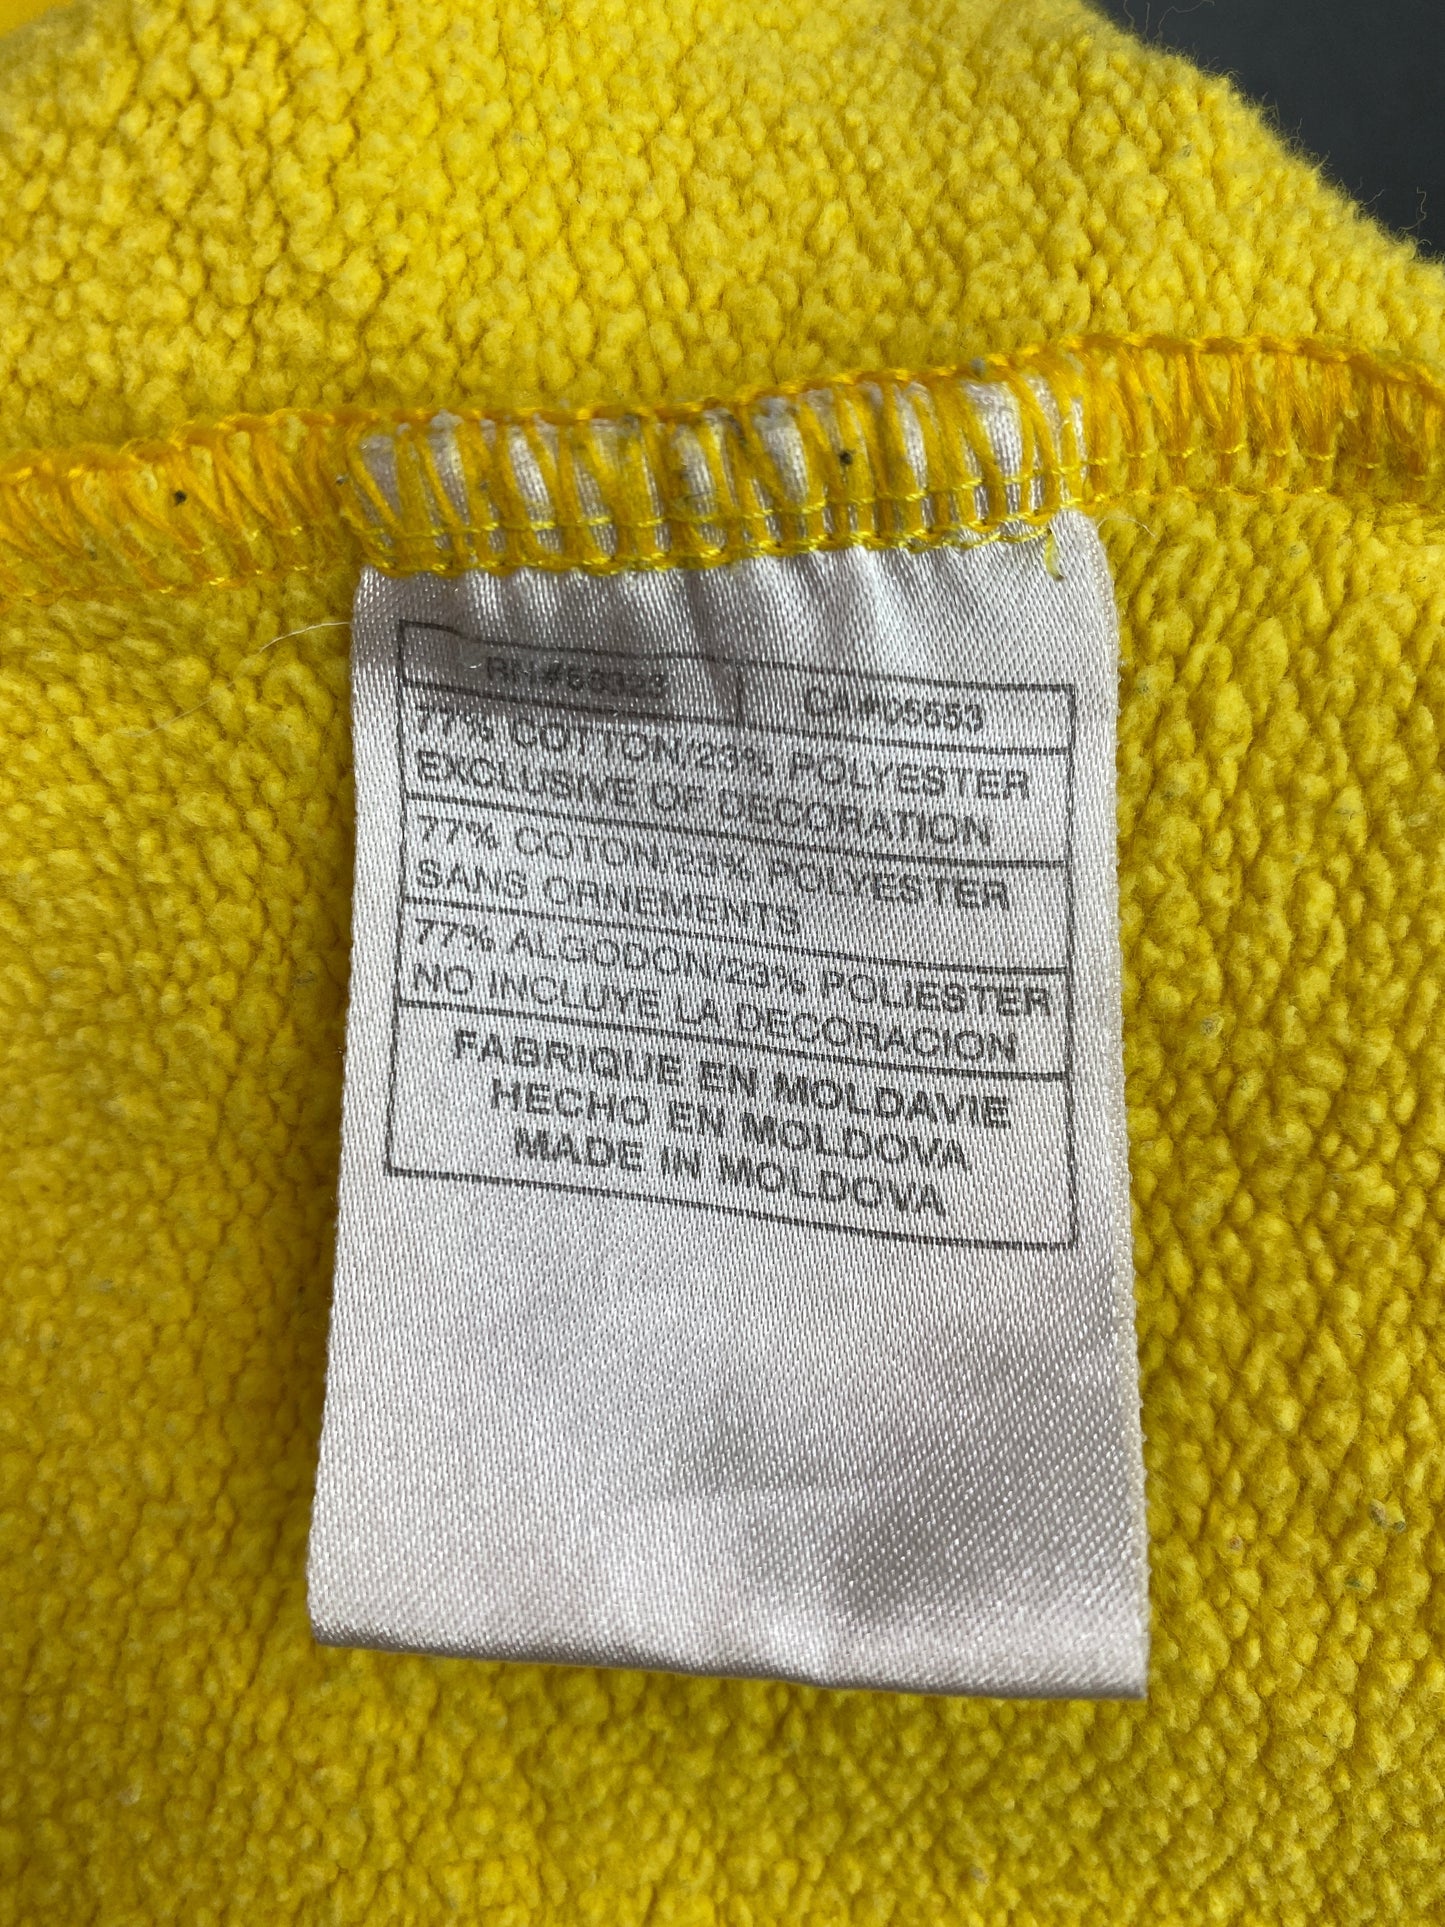 RN #68323
CA #05553
77% COTTON/23% POLYESTER
EXCLUSIVE OF DECORATION
77% COTON/23% POLYESTER
SANS ORNEMENTS
77% ALGODON/23% POLIESTER
NO INCLUYE LA DECORACION
FABRIQUE EN MOLDAVIE
HECHO EN MOLDOVA
MADE IN MOLDOVA